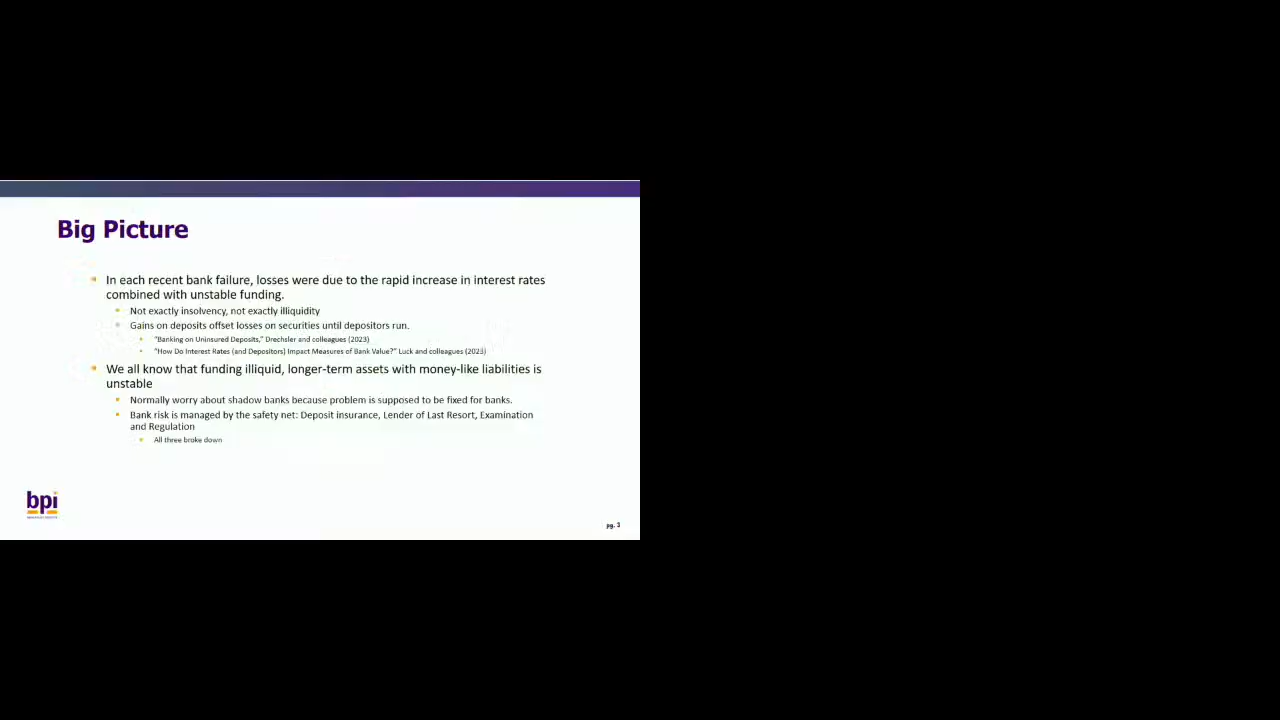 Big Picture
In each recent bank failure, losses were due to the rapid increase in interest rates
combined with unstable funding.
Not exactly insolvency, not exactly illiquidity
Gains on deposits offset losses on securities until depositors run.
"Banking on Uninsured Deposits," Drechsler and colleagues (2023)
"How Do Interest Rates (and Depositors) Impact Measures of Bank Value?" Luck and colleagues (2023)
We all know that funding illiquid, longer-term assets with money-like liabilities is
unstable
Normally worry about shadow banks because problem is supposed to be fixed for banks.
Bank risk is managed by the safety net: Deposit insurance, Lender of Last Resort, Examination
and Regulation
All three broke down
bpi
pg. 3